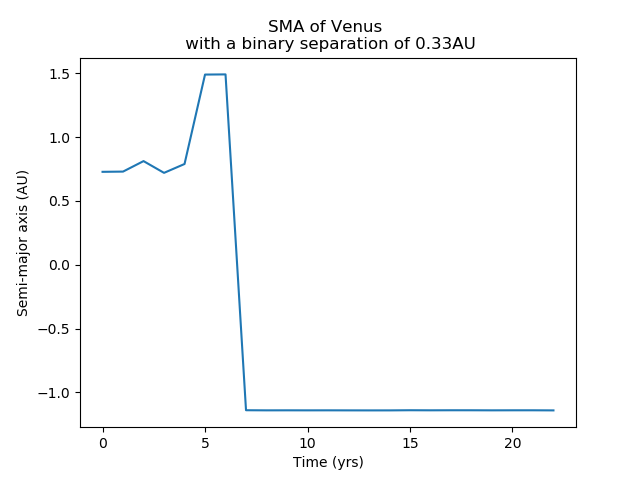 SMA of Venus
with a binary separation of 0.33AU
1.5
1.0
0.5
0.0
−0.5
−1.0
Semi-major axis (AU)
0 5 10 15 20
Time (yrs)